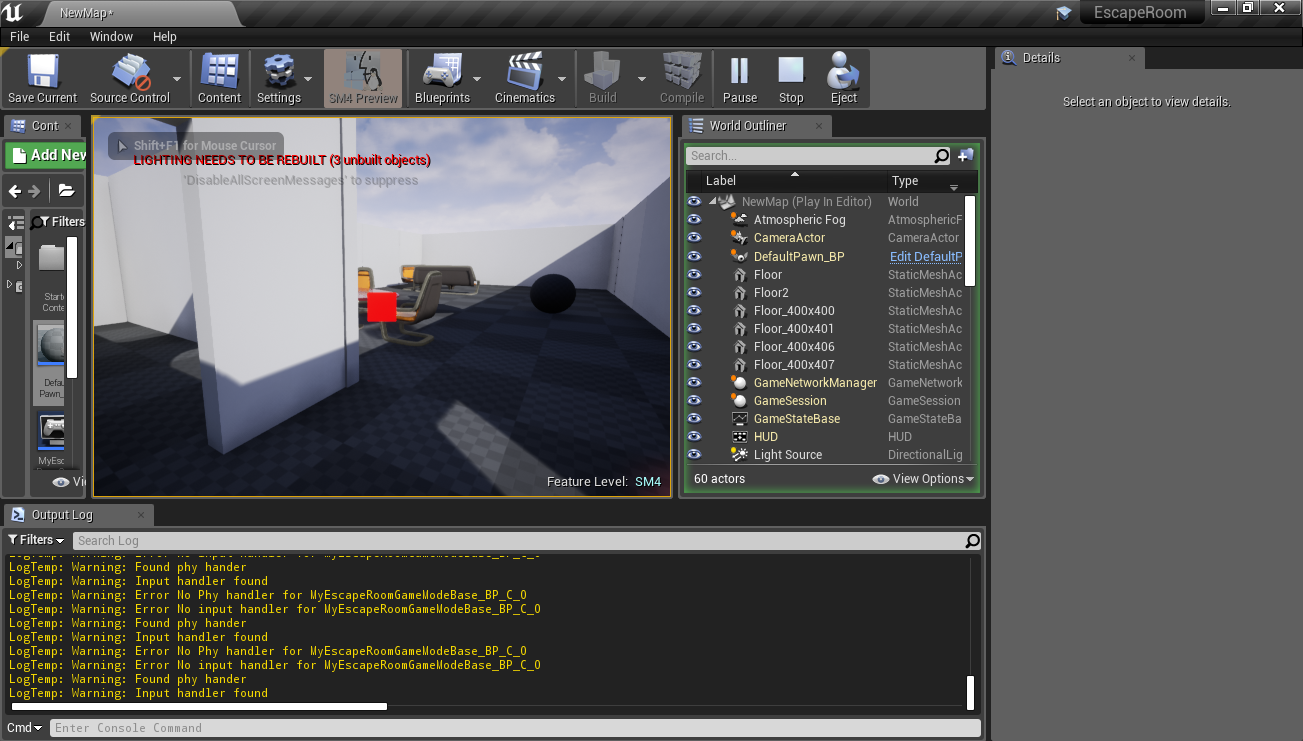 NewMap*
EscapeRoom
File Edit Window Help
Save Current Source Control Content Settings SM4 Preview Blueprints Cinematics Build Compile Pause Stop Eject
Details
Select an object to view details.
Cont
Add New
Filters
Starte
Conte
Defau
Pawn_
MyEsc
Vi
Shift+F1 for Mouse Cursor
LIGHTING NEEDS TO BE REBUILT (3 unbuilt objects)
'DisableAllScreenMessages' to suppress
Feature Level: SM4
World Outliner
Search...
Label Type
NewMap (Play In Editor) World
Atmospheric Fog AtmosphericF
CameraActor CameraActor
DefaultPawn_BP Edit DefaultP
Floor StaticMeshAc
Floor2 StaticMeshAc
Floor_400x400 StaticMeshAc
Floor_400x401 StaticMeshAc
Floor_400x406 StaticMeshAc
Floor_400x407 StaticMeshAc
GameNetworkManager GameNetwork
GameSession GameSession
GameStateBase GameStateBa
HUD HUD
Light Source DirectionalLig
60 actors View Options
Output Log
Filters Search Log
LogTemp: Warning: Error No input handler for MyEscapeRoomGameModeBase_BP_C_0
LogTemp: Warning: Found phy hander
LogTemp: Warning: Input handler found
LogTemp: Warning: Error No Phy handler for MyEscapeRoomGameModeBase_BP_C_0
LogTemp: Warning: Error No input handler for MyEscapeRoomGameModeBase_BP_C_0
LogTemp: Warning: Found phy hander
LogTemp: Warning: Input handler found
LogTemp: Warning: Error No Phy handler for MyEscapeRoomGameModeBase_BP_C_0
LogTemp: Warning: Error No input handler for MyEscapeRoomGameModeBase_BP_C_0
LogTemp: Warning: Found phy hander
LogTemp: Warning: Input handler found
Cmd Enter Console Command